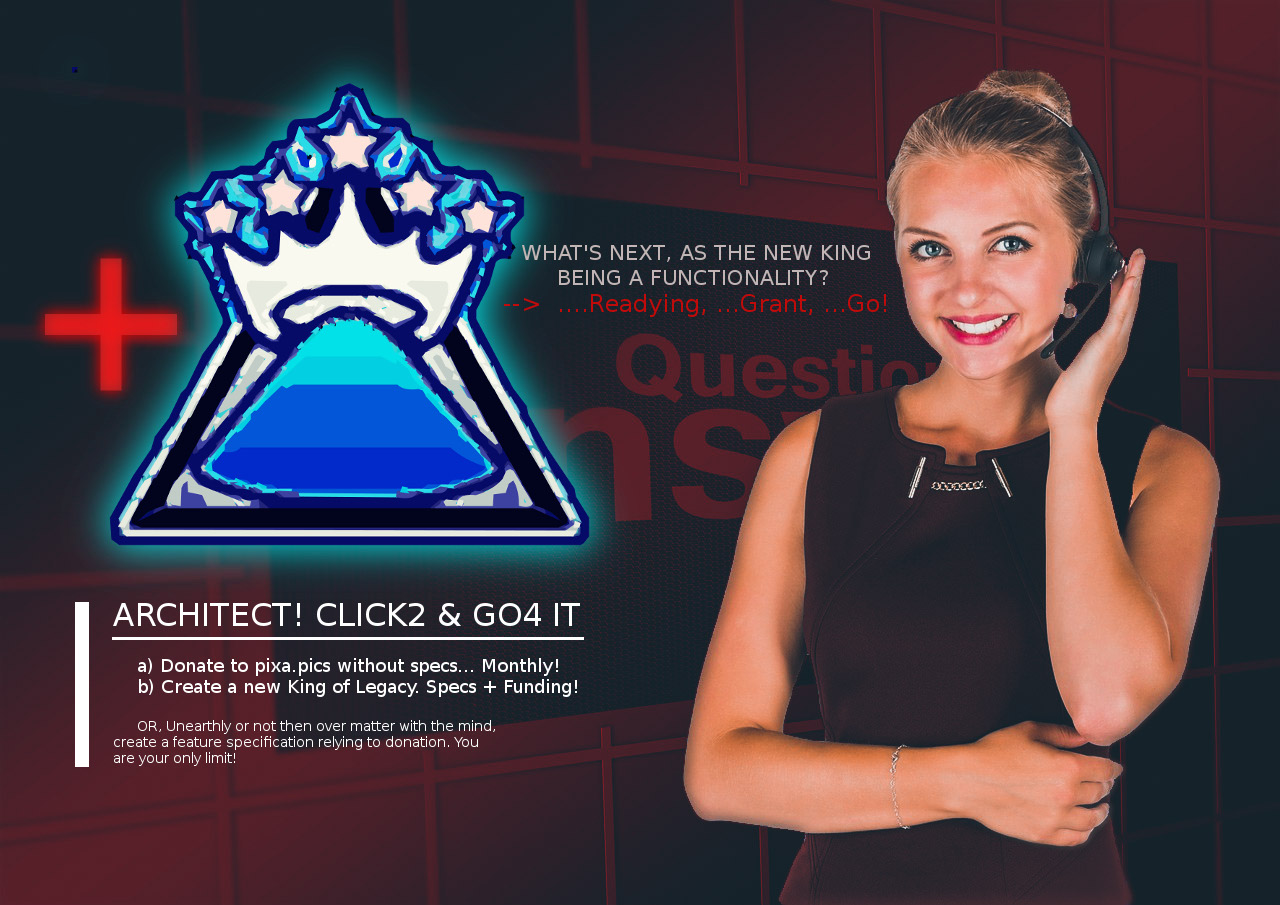 WHAT'S NEXT, AS THE NEW KING
BEING A FUNCTIONALITY?
--> ....Readying, ...Grant, ...Go!
Question
ARCHITECT! CLICK2 & GO4 IT
a) Donate to pixa.pics without specs... Monthly!
b) Create a new King of Legacy. Specs + Funding!
OR, Unearthly or not then over matter with the mind,
create a feature specification relying to donation. You
are your only limit!